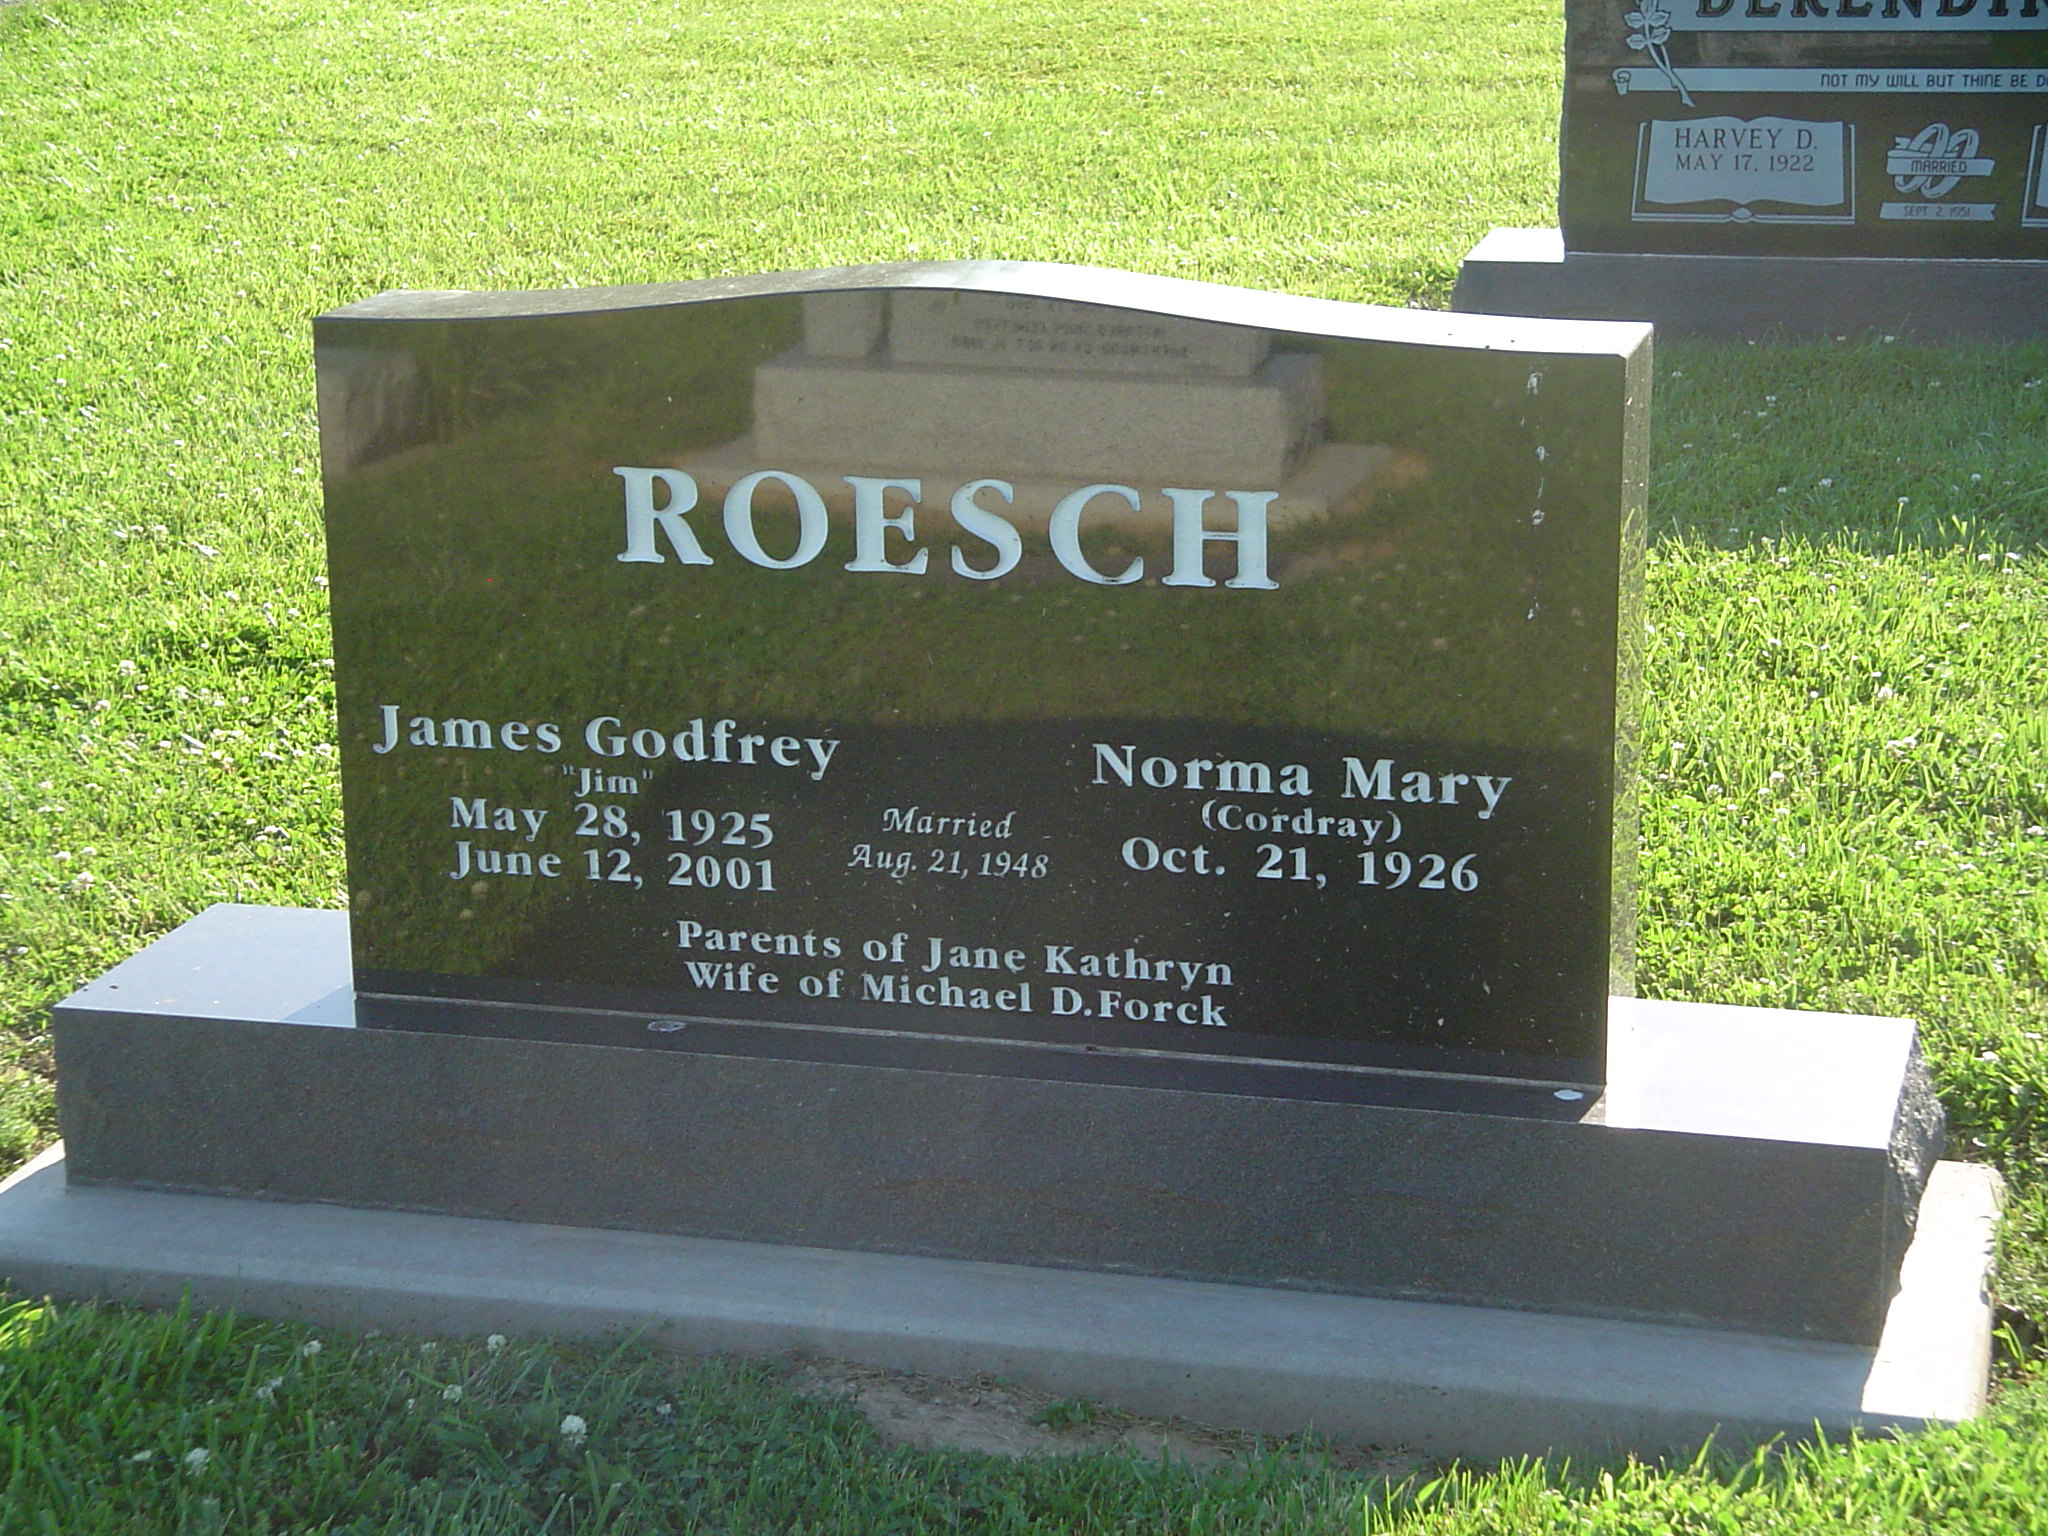 ROESCH
James Godfrey
"Jim"
May 28, 1925
June 12, 2001
Married
Aug. 21, 1948
Norma Mary
(Cordray)
Oct. 21, 1926
Parents of Jane Kathryn
Wife of Michael D. Forck
NOT MY WILL BUT THINE BE
HARVEY D.
MAY 17, 1922
MARRIED
SEPT. 2, 1951